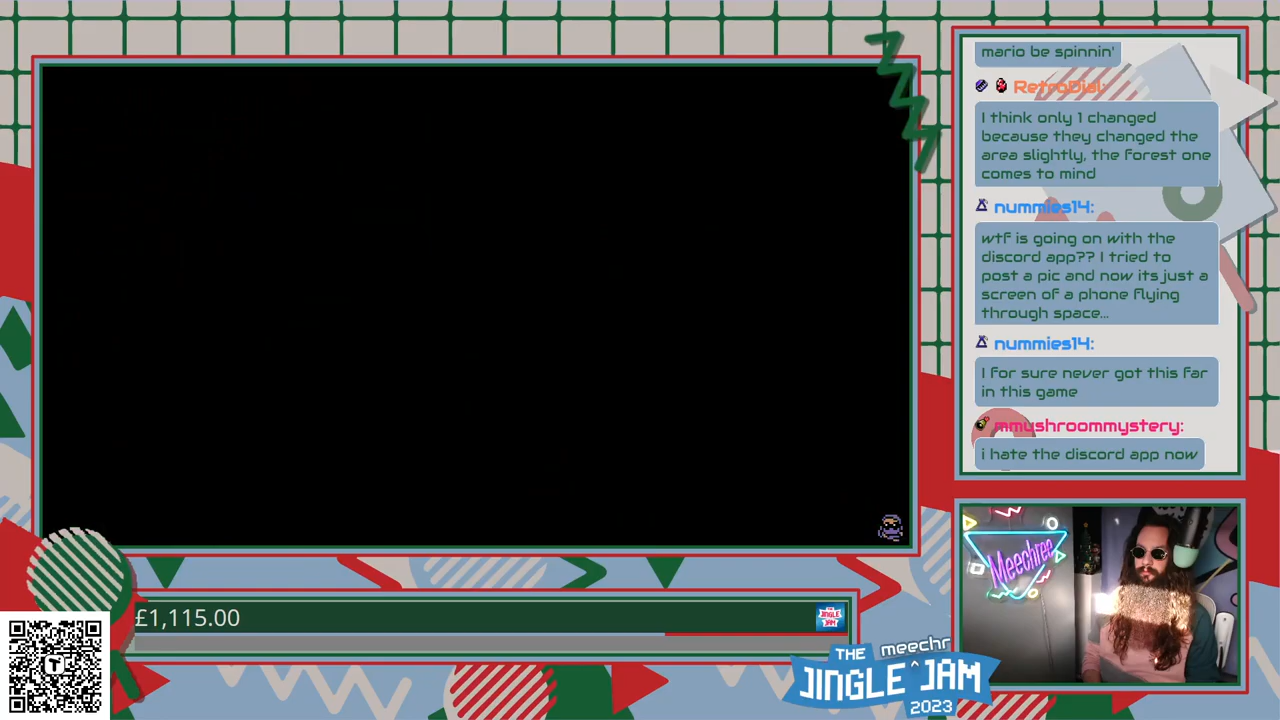 mario be spinnin'
RetroDial:
I think only 1 changed
because they changed the
area slightly, the forest one
comes to mind
nummies14:
wtf is going on with the
discord app?? I tried to
post a pic and now its just a
screen of a phone flying
through space...
nummies14:
I for sure never got this far
in this game
mmushroommystery:
i hate the discord app now
Meechree
£1,115.00
JINGLE JAM
T
THE meechr
JINGLE JAM
2023